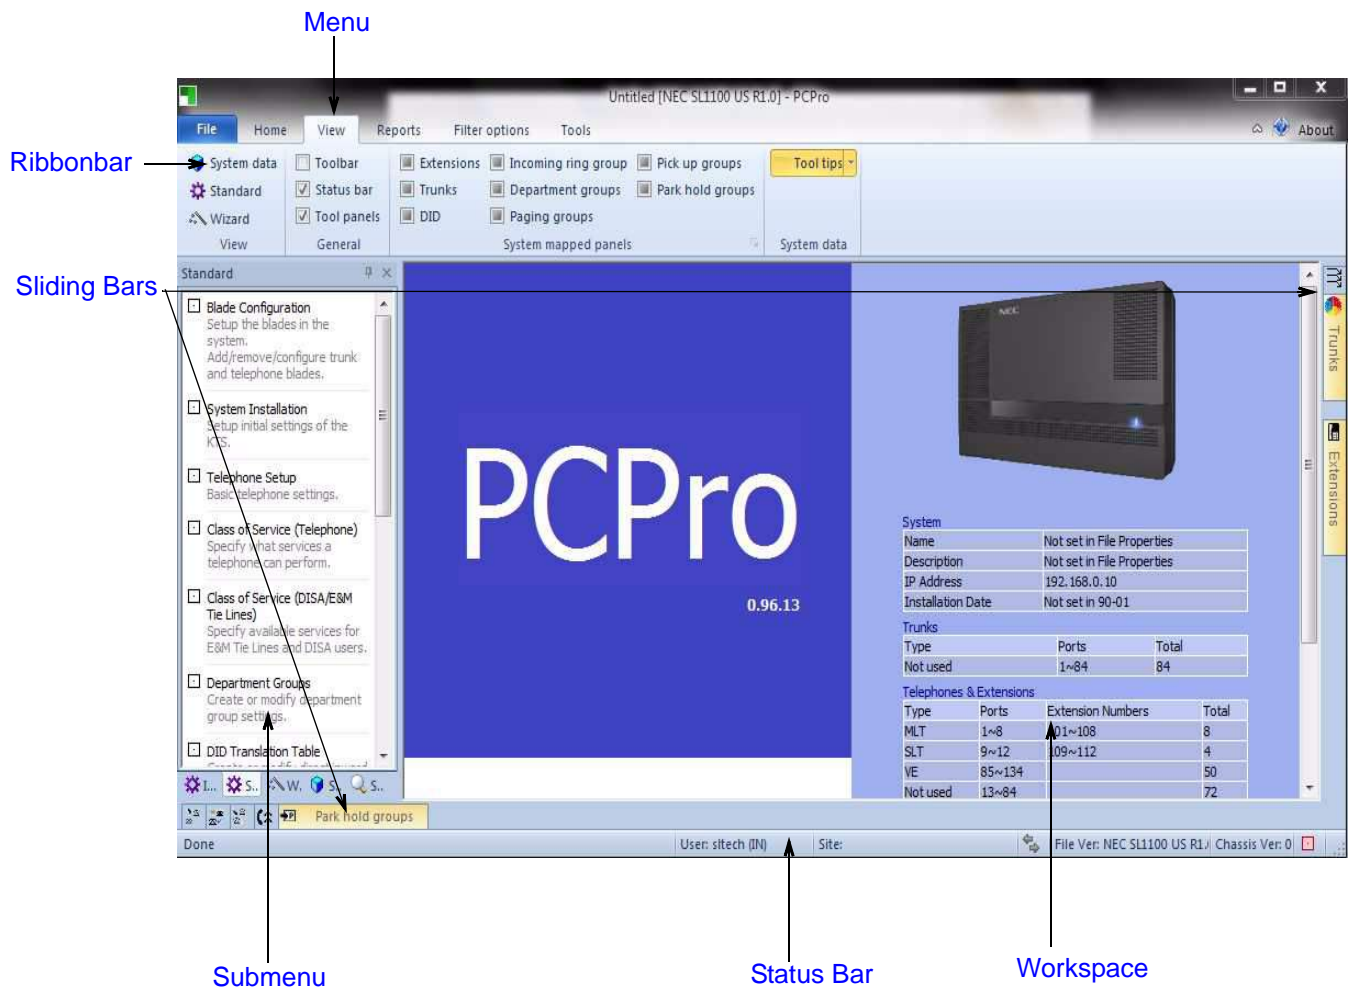 Menu
Untitled [NEC SL1100 US R1.0] - PCPro
File Home View Reports Filter options Tools About
Ribbonbar
System data Toolbar Extensions Incoming ring group Pick up groups Tool tips
Standard Status bar Trunks Department groups Park hold groups
Wizard Tool panels DID Paging groups
View General System mapped panels System data
Sliding Bars
Standard
Blade Configuration
Setup the blades in the
system.
Add/remove/configure trunk
and telephone blades.
System Installation
Setup initial settings of the
KTS.
Telephone Setup
Basic telephone settings.
Class of Service (Telephone)
Specify what services a
telephone can perform.
Class of Service (DISA/E&M
Tie Lines)
Specify available services for
E&M Tie Lines and DISA users.
Department Groups
Create or modify department
group settings.
DID Translation Table
I... S.. W. S. S..
PCPro
0.96.13
NEC
System
Name Not set in File Properties
Description Not set in File Properties
IP Address 192.168.0.10
Installation Date Not set in 90-01
Trunks
Type Ports Total
Not used 1~84 84
Telephones & Extensions
Type Ports Extension Numbers Total
MLT 1~8 101~108 8
SLT 9~12 109~112 4
VE 85~134 50
Not used 13~84 72
Trunks
Extensions
Park hold groups
Done User: sltech (IN) Site: File Ver: NEC SL1100 US R1. Chassis Ver: 0
Submenu
Status Bar
Workspace